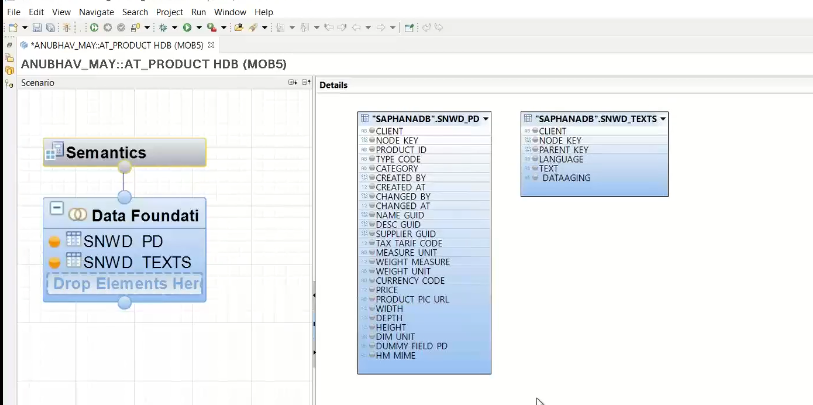 File Edit View Navigate Search Project Run Window Help
*ANUBHAV_MAY::AT_PRODUCT HDB (MOB5)
ANUBHAV_MAY::AT_PRODUCT HDB (MOB5)
Scenario
Details
Semantics
Data Foundati
SNWD PD
SNWD TEXTS
Drop Elements Her
"SAPHANADB".SNWD_PD
CLIENT
NODE KEY
PRODUCT ID
TYPE CODE
CATEGORY
CREATED BY
CREATED AT
CHANGED BY
CHANGED AT
NAME GUID
DESC GUID
SUPPLIER GUID
TAX TARIF CODE
MEASURE UNIT
WEIGHT MEASURE
WEIGHT UNIT
CURRENCY CODE
PRICE
PRODUCT PIC URL
WIDTH
DEPTH
HEIGHT
DIM UNIT
DUMMY FIELD PD
HM MIME
"SAPHANADB".SNWD_TEXTS
CLIENT
NODE KEY
PARENT KEY
LANGUAGE
TEXT
DATAAGING